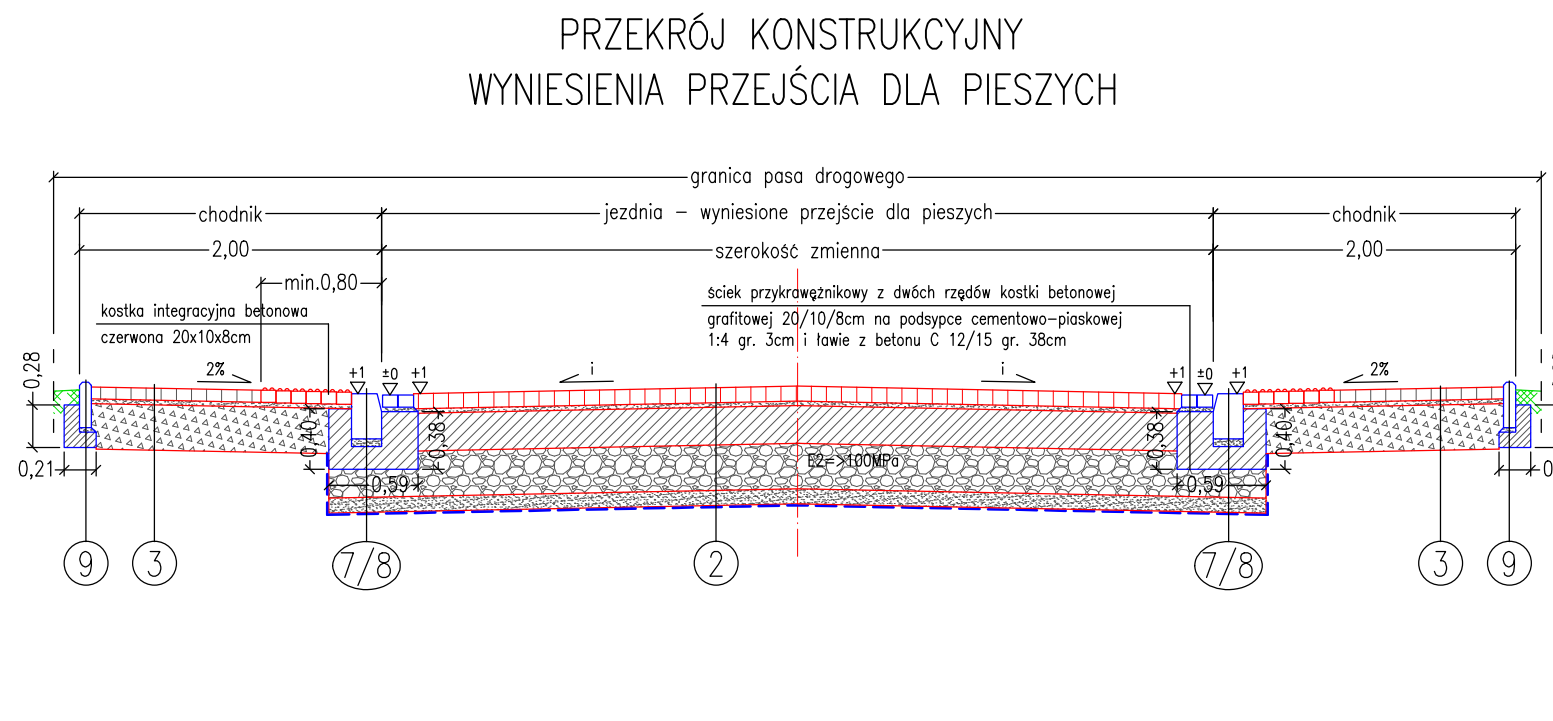 PRZEKRÓJ KONSTRUKCYJNY
WYNIESIENIA PRZEJŚCIA DLA PIESZYCH
granica pasa drogowego
chodnik
jezdnia – wyniesione przejście dla pieszych
chodnik
2,00
szerokość zmienna
2,00
min.0,80
kostka integracyjna betonowa
czerwona 20x10x8cm
ściek przykrawężnikowy z dwóch rzędów kostki betonowej
grafitowej 20/10/8cm na podsypce cementowo-piaskowej
1:4 gr. 3cm i ławie z betonu C 12/15 gr. 38cm
0,28
2%
+1
±0
+1
i
i
+1
±0
+1
2%
0,40
0,38
0,38
0,40
E2=>100MPa
0,21
0,59
0,59
0
9
3
7/8
2
7/8
3
9